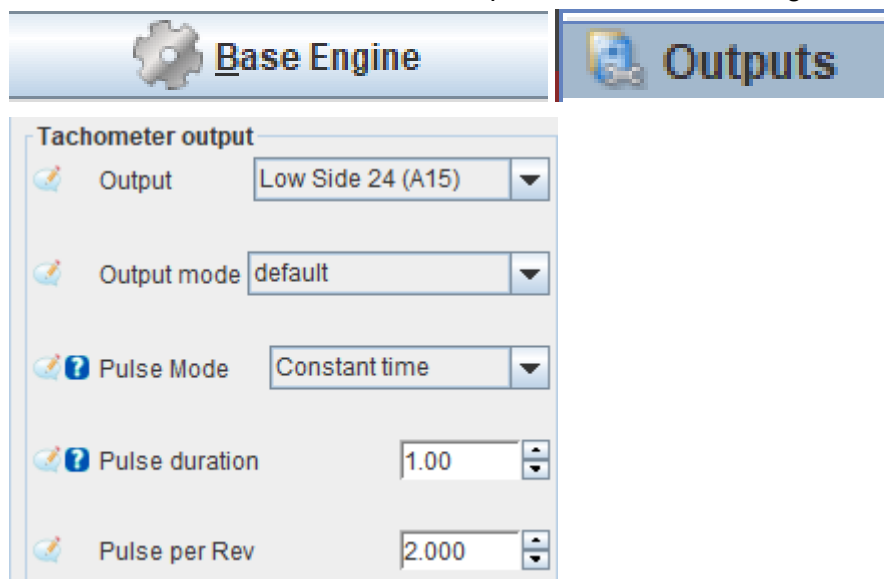 Base Engine
Outputs
Tachometer output
Output Low Side 24 (A15)
Output mode default
? Pulse Mode Constant time
? Pulse duration 1.00
Pulse per Rev 2.000